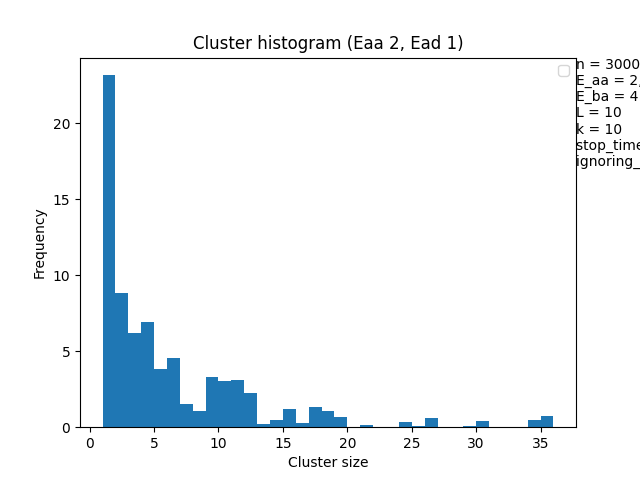 Cluster histogram (Eaa 2, Ead 1)
n = 3000
E_aa = 2,
E_ba = 4
L = 10
k = 10
stop_time
ignoring_
20
15
10
5
0
Frequency
0 5 10 15 20 25 30 35
Cluster size